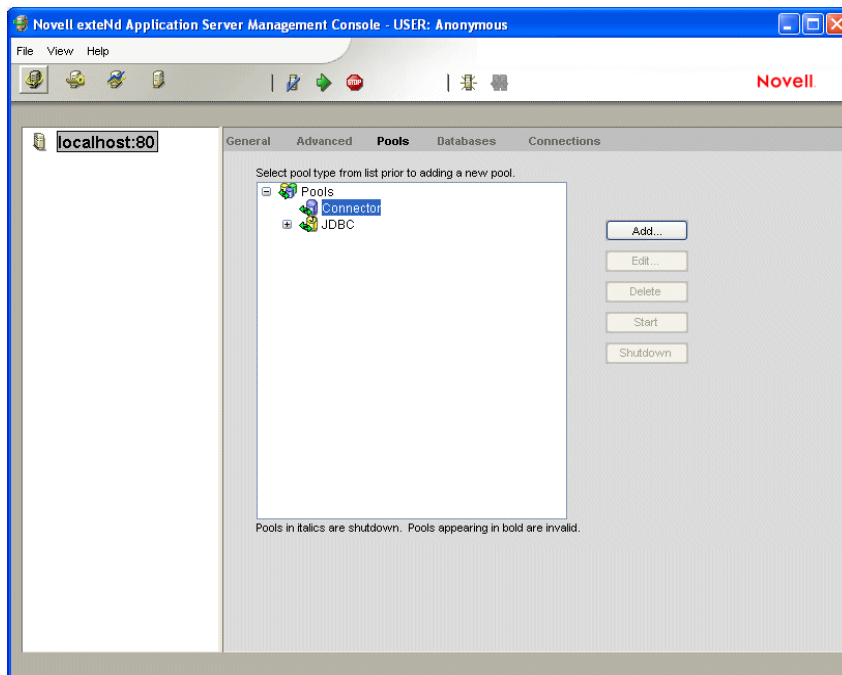 Novell exteNd Application Server Management Console - USER: Anonymous
File View Help
STOP
Novell.
localhost:80
General Advanced Pools Databases Connections
Select pool type from list prior to adding a new pool.
Pools
Connector
JDBC
Add...
Edit...
Delete
Start
Shutdown
Pools in italics are shutdown. Pools appearing in bold are invalid.